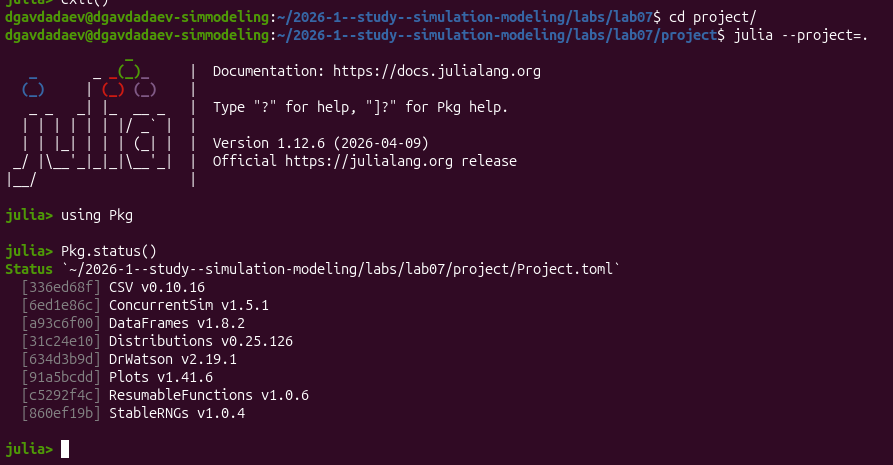 julia> exit()
dgavdadaev@dgavdadaev-simmodeling:~/2026-1--study--simulation-modeling/labs/lab07$ cd project/
dgavdadaev@dgavdadaev-simmodeling:~/2026-1--study--simulation-modeling/labs/lab07/project$ julia --project=.
               _
   _       _ _(_)_     |  Documentation: https://docs.julialang.org
  (_)     | (_) (_)    |
   _ _   _| |_  __ _   |  Type "?" for help, "]?" for Pkg help.
  | | | | | | |/ _` |  |
  | | |_| | | | (_| |  |  Version 1.12.6 (2026-04-09)
 _/ |\__'_|_|_|\__'_|  |  Official https://julialang.org release
|__/                   |
julia> using Pkg
julia> Pkg.status()
Status `~/2026-1--study--simulation-modeling/labs/lab07/project/Project.toml`
  [336ed68f] CSV v0.10.16
  [6ed1e86c] ConcurrentSim v1.5.1
  [a93c6f00] DataFrames v1.8.2
  [31c24e10] Distributions v0.25.126
  [634d3b9d] DrWatson v2.19.1
  [91a5bcdd] Plots v1.41.6
  [c5292f4c] ResumableFunctions v1.0.6
  [860ef19b] StableRNGs v1.0.4
julia>